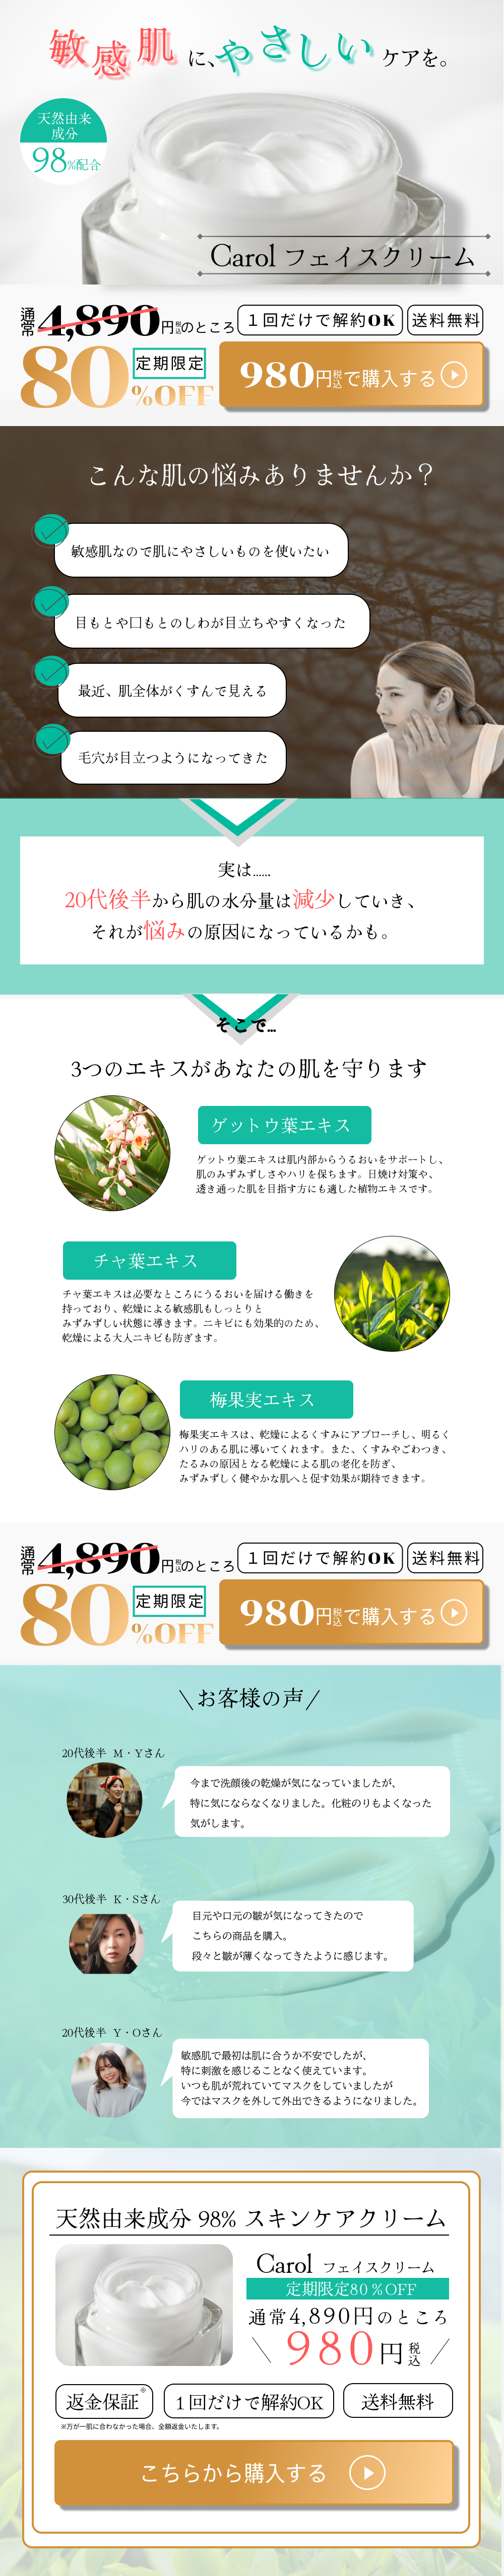 敏感肌に、やさしいケアを。
天然由来
成分
98%配合
Carol フェイスクリーム
通常4,890円税込のところ
１回だけで解約OK
送料無料
80%OFF
定期限定
980円税込で購入する
こんな肌の悩みありませんか？
敏感肌なので肌にやさしいものを使いたい
目もとや口もとのしわが目立ちやすくなった
最近、肌全体がくすんで見える
毛穴が目立つようになってきた
実は......
20代後半から肌の水分量は減少していき、
それが悩みの原因になっているかも。
そこで...
3つのエキスがあなたの肌を守ります
ゲットウ葉エキス
ゲットウ葉エキスは肌内部からうるおいをサポートし、
肌のみずみずしさやハリを保ちます。日焼け対策や、
透き通った肌を目指す方にも適した植物エキスです。
チャ葉エキス
チャ葉エキスは必要なところにうるおいを届ける働きを
持っており、乾燥による敏感肌もしっとりと
みずみずしい状態に導きます。ニキビにも効果的のため、
乾燥による大人ニキビも防ぎます。
梅果実エキス
梅果実エキスは、乾燥によるくすみにアプローチし、明るく
ハリのある肌に導いてくれます。また、くすみやごわつき、
たるみの原因となる乾燥による肌の老化を防ぎ、
みずみずしく健やかな肌へと促す効果が期待できます。
通常4,890円税込のところ
１回だけで解約OK
送料無料
80%OFF
定期限定
980円税込で購入する
＼お客様の声／
20代後半 M・Yさん
今まで洗顔後の乾燥が気になっていましたが、
特に気にならなくなりました。化粧のりもよくなった
気がします。
30代後半 K・Sさん
目元や口元の皺が気になってきたので
こちらの商品を購入。
段々と皺が薄くなってきたように感じます。
20代後半 Y・Oさん
敏感肌で最初は肌に合うか不安でしたが、
特に刺激を感じることなく使えています。
いつも肌が荒れていてマスクをしていましたが
今ではマスクを外して外出できるようになりました。
天然由来成分 98% スキンケアクリーム
Carol フェイスクリーム
定期限定80％OFF
通常4,890円のところ
＼980円税込／
返金保証※
１回だけで解約OK
送料無料
※万が一肌に合わなかった場合、全額返金いたします。
こちらから購入する